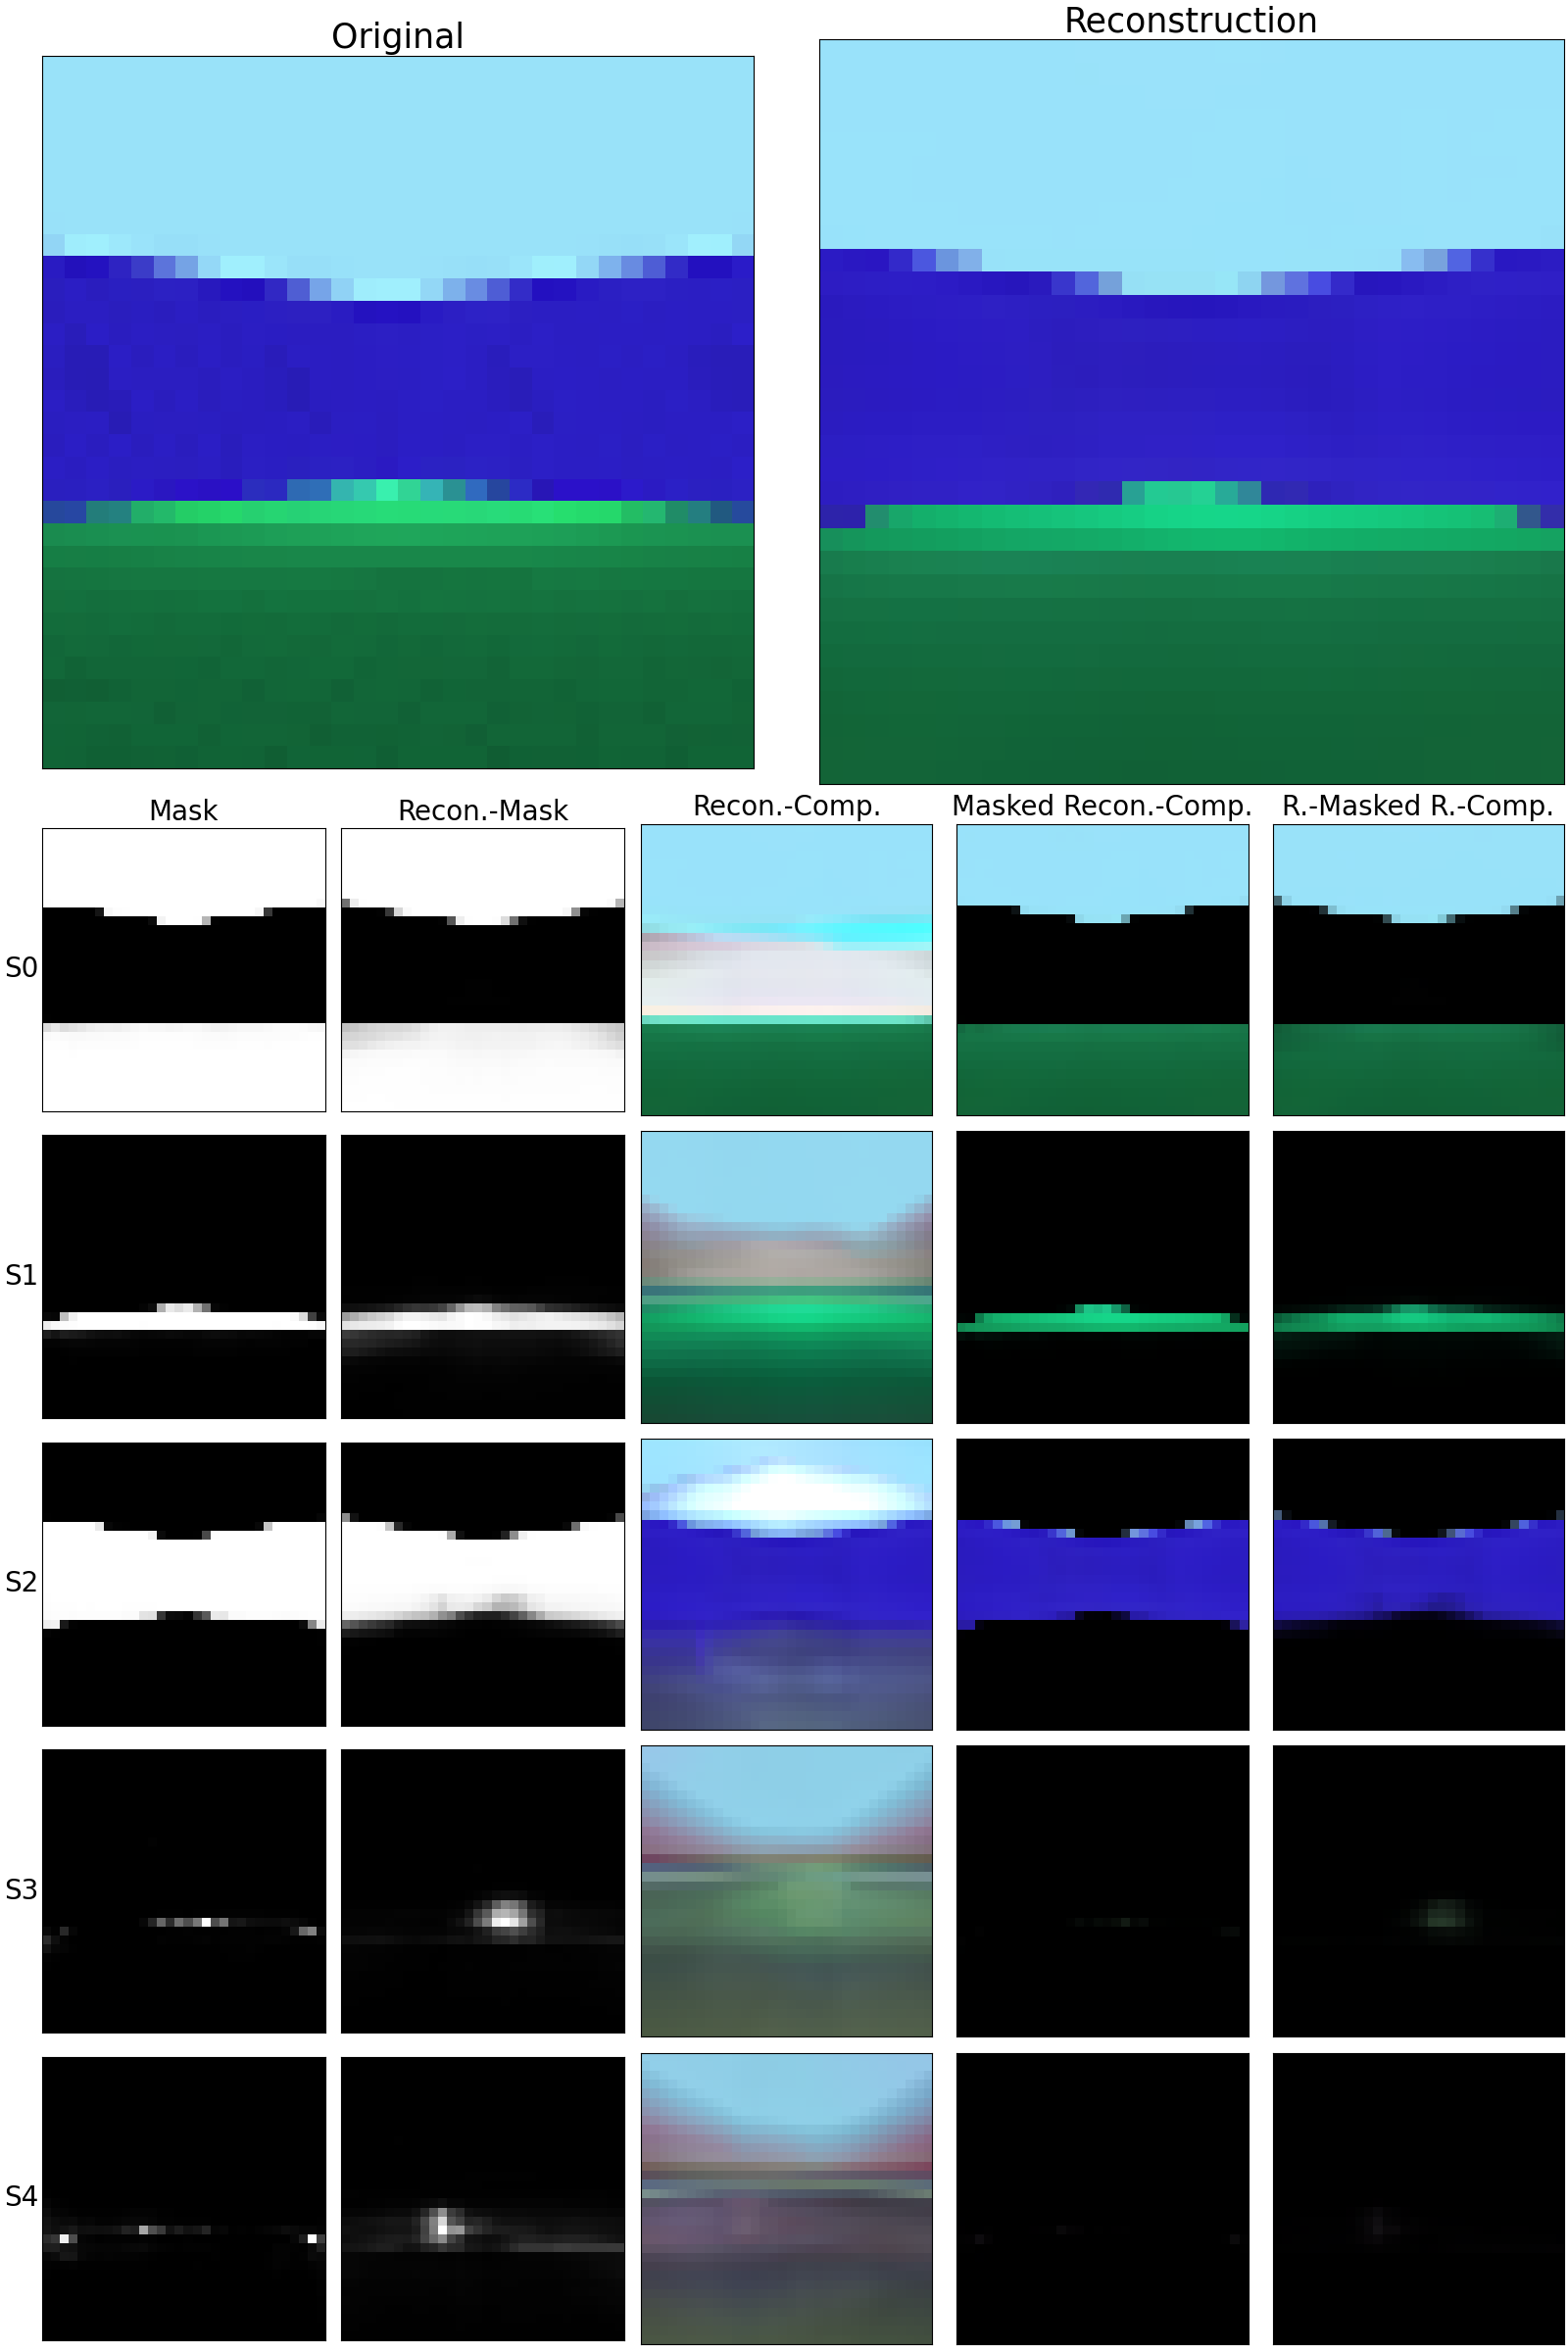 Original
Reconstruction
Mask
Recon.-Mask
Recon.-Comp.
Masked Recon.-Comp.
R.-Masked R.-Comp.
S0
S1
S2
S3
S4